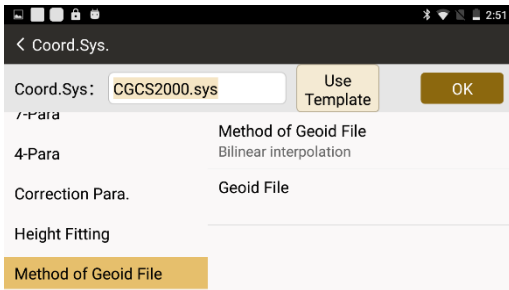 2:51
Coord.Sys.
Coord.Sys: CGCS2000.sys Use Template OK
7-Para
Method of Geoid File
Bilinear interpolation
4-Para
Geoid File
Correction Para.
Height Fitting
Method of Geoid File